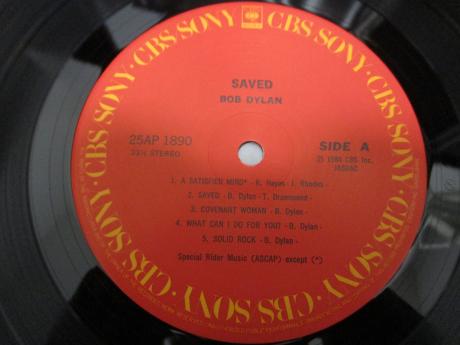 CBS SONY · CBS SONY · CBS SONY · CBS SONY · CBS SONY · CBS SONY ·
SAVED
BOB DYLAN
25AP 1890
33⅓ STEREO
SIDE A
1. A SATISFIED MIND* - R. Hayes - J. Rhodes -
2. SAVED - B. Dylan - T. Drummond -
3. COVENANT WOMAN - B. Dylan -
4. WHAT CAN I DO FOR YOU? - B. Dylan -
5. SOLID ROCK - B. Dylan -
Special Rider Music (ASCAP) except (*)